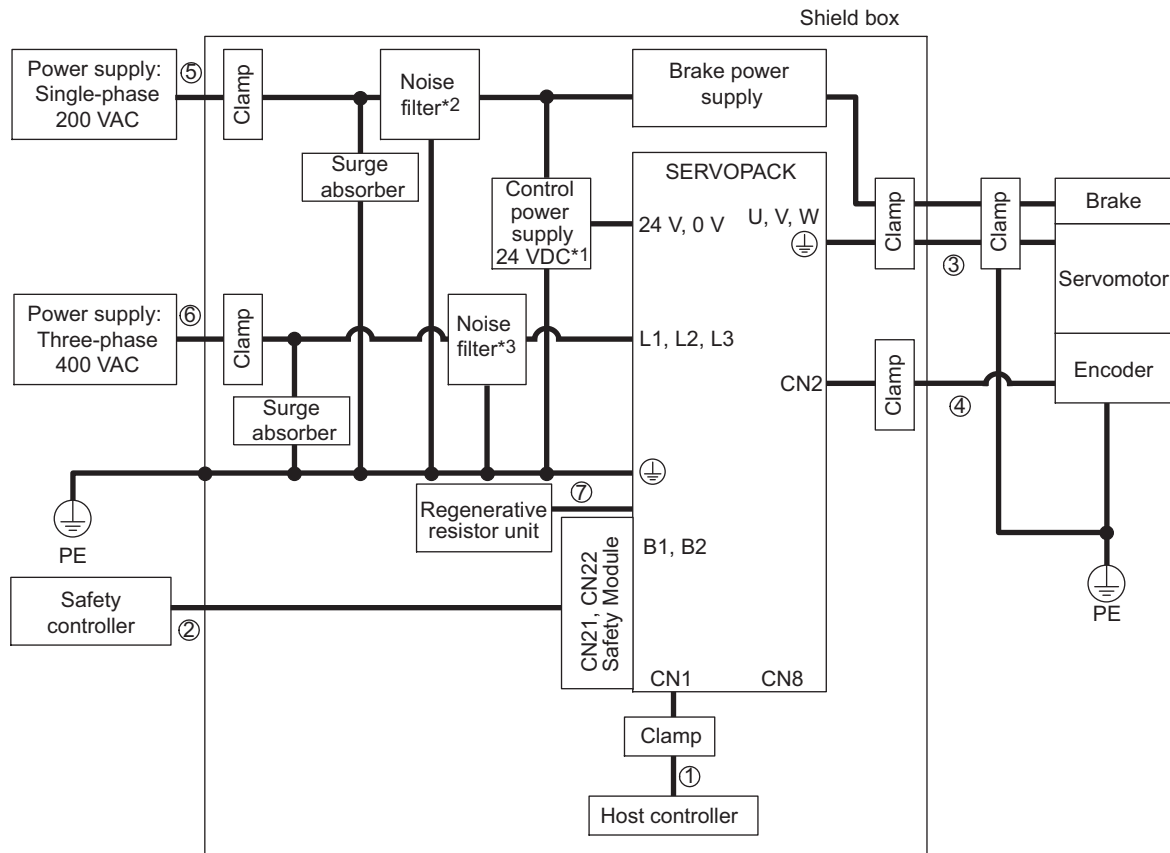 Shield box
Power supply:
Single-phase
200 VAC
⑤
Clamp
Noise
filter*2
Brake power
supply
Surge
absorber
Control
power
supply
24 VDC*1
SERVOPACK
24 V, 0 V
U, V, W
Clamp
Clamp
③
Brake
Servomotor
Encoder
Power supply:
Three-phase
400 VAC
⑥
Clamp
Noise
filter*3
L1, L2, L3
CN2
Clamp
④
Surge
absorber
PE
Regenerative
resistor unit
⑦
B1, B2
PE
Safety
controller
②
CN21, CN22
Safety Module
CN1
CN8
Clamp
①
Host controller